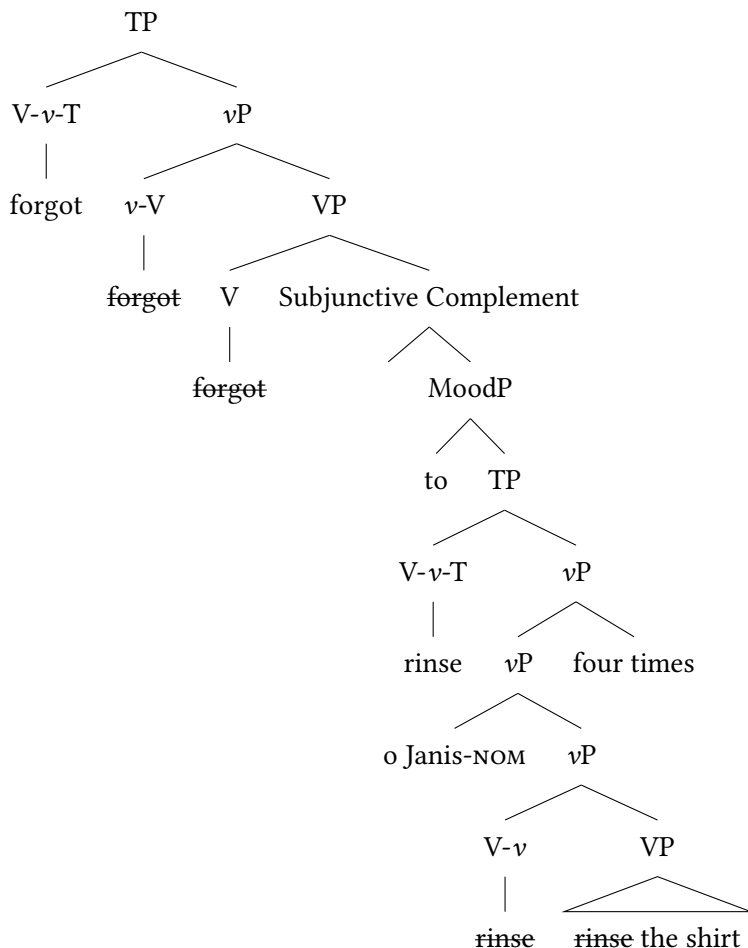 TP
V-v-T vP
forgot v-V VP
forgot V Subjunctive Complement
forgot MoodP
to TP
V-v-T vP
rinse vP four times
o Janis-NOM vP
V-v VP
rinse rinse the shirt